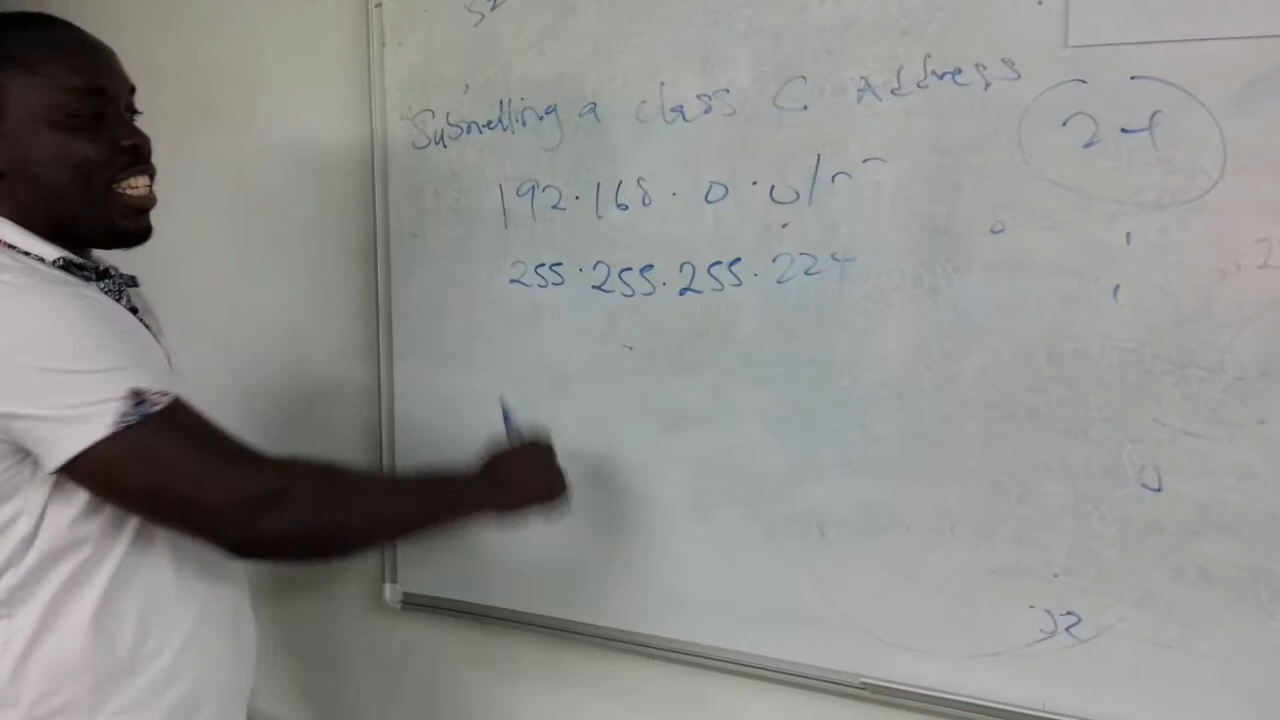 Subnetting a class C Address
24
192.168.0.0/
255.255.255.224
32